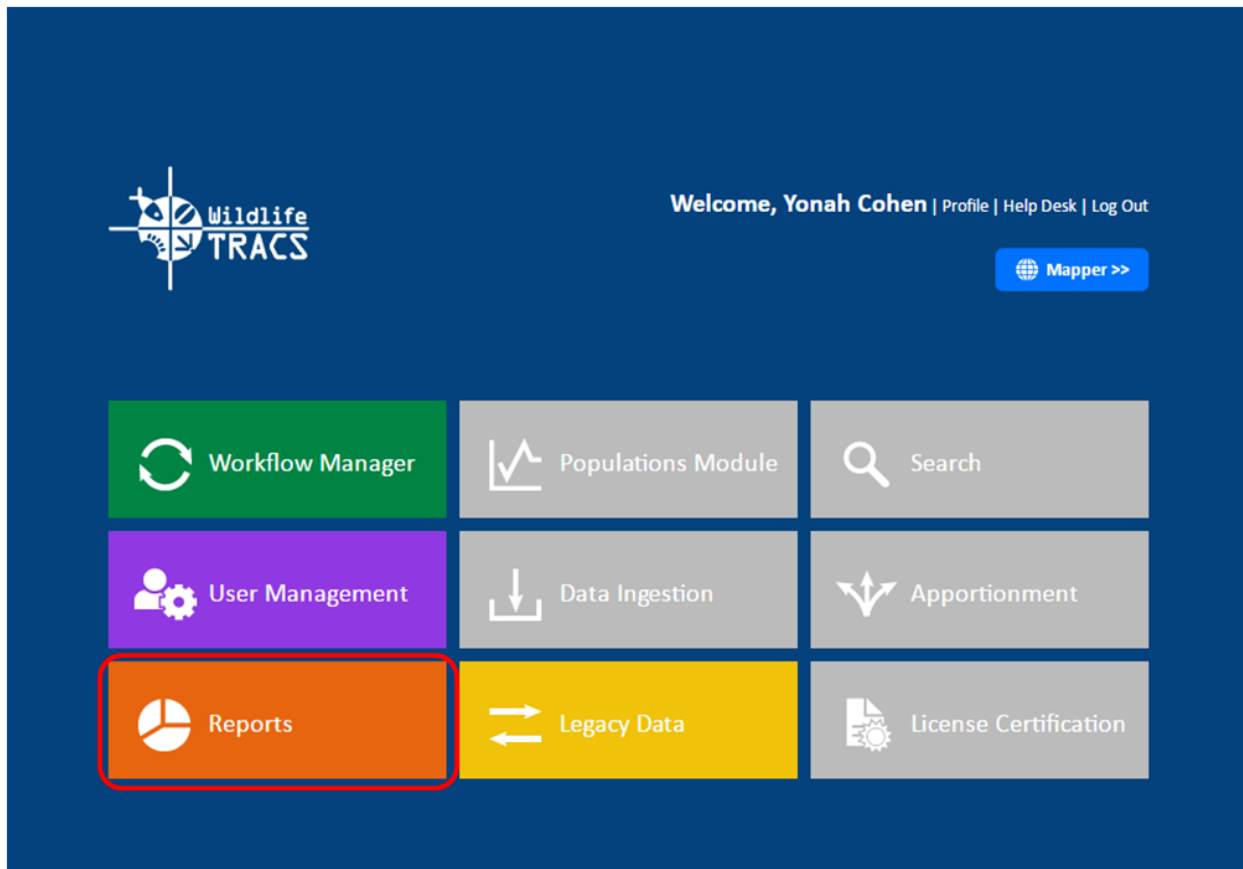 Wildlife
TRACS
Welcome, Yonah Cohen | Profile | Help Desk | Log Out
Mapper >>
Workflow Manager
Populations Module
Search
User Management
Data Ingestion
Apportionment
Reports
Legacy Data
License Certification